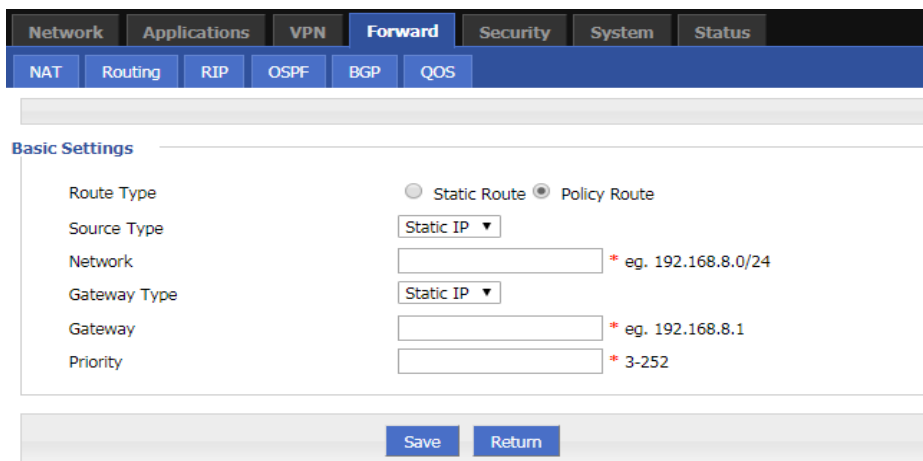 Network Applications VPN Forward Security System Status
NAT Routing RIP OSPF BGP QOS
Basic Settings
Route Type Static Route Policy Route
Source Type Static IP
Network * eg. 192.168.8.0/24
Gateway Type Static IP
Gateway * eg. 192.168.8.1
Priority * 3-252
Save Return